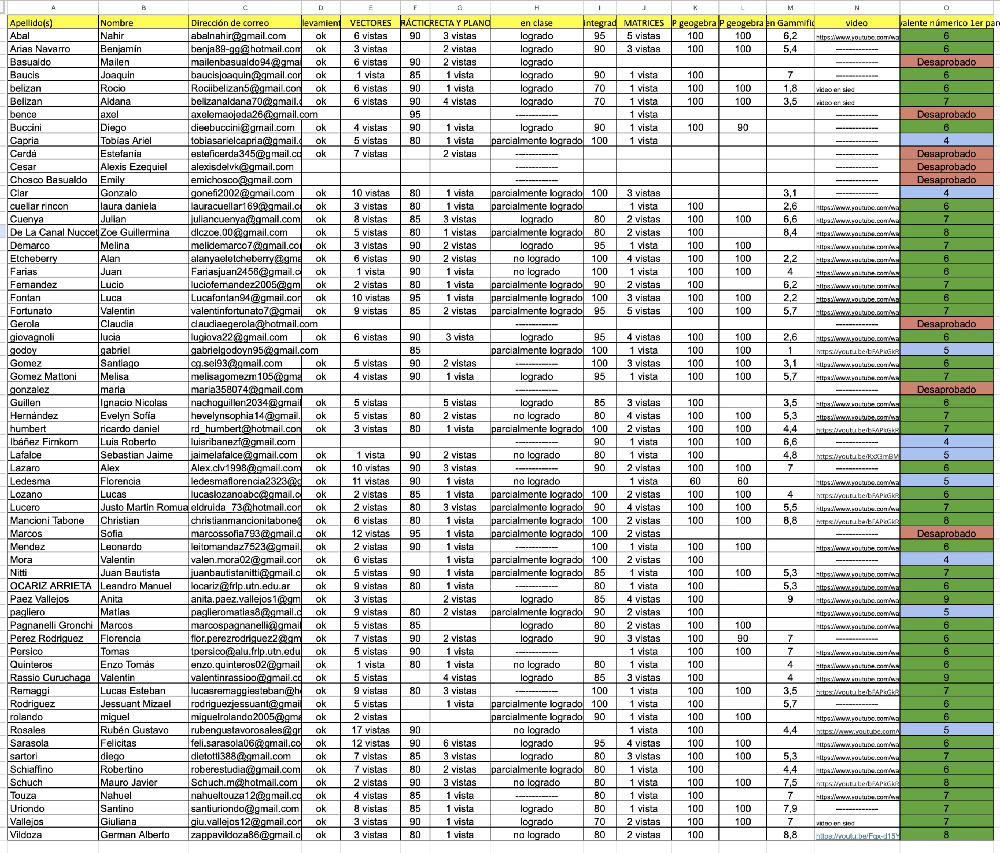 A B C D E F G H I J K L M N O
Apellido(s) Nombre Dirección de correo levamient VECTORES RÁCTIC RECTA Y PLANO en clase integrad MATRICES P geogebra P geogebra en Gammifi video valente númerico 1er par
Abal Nahir abalnahir@gmail.com ok 6 vistas 90 3 vistas logrado 95 5 vistas 100 100 6,2 https://www.youtube.com/wa 6
Arias Navarro Benjamín benja89-gg@hotmail.com ok 3 vistas 2 vistas logrado 90 3 vistas 100 100 5,4 ------------- 6
Basualdo Mailen mailenbasualdo94@gmai ok 6 vistas 90 2 vistas logrado ------------- Desaprobado
Baucis Joaquin baucisjoaquin@gmail.cor ok 1 vista 85 1 vista logrado 90 1 vista 100 7 ------------- 6
belizan Rocio Rociibelizan5@gmail.com ok 6 vistas 90 1 vista logrado 70 1 vista 100 100 1,8 video en sied 6
Belizan Aldana belizanaldana70@gmail.c ok 6 vistas 90 4 vistas logrado 70 1 vista 100 100 3,5 video en sied 7
bence axel axelemaojeda26@gmail.com 95 ------------- 1 vista ------------- Desaprobado
Buccini Diego dieebuccini@gmail.com ok 4 vistas 90 1 vista logrado 90 1 vista 100 90 ------------- 6
Capria Tobías Ariel tobiasarielcapria@gmail.c ok 5 vistas 80 1 vista parcialmente logrado 100 1 vista ------------- 4
Cerdá Estefanía esteficerda345@gmail.co ok 7 vistas 2 vistas ------------- ------------- Desaprobado
Cesar Alexis Ezequiel alexisdelvk@gmail.com ------------- ------------- Desaprobado
Chosco Basualdo Emily emichosco@gmail.com ------------- ------------- Desaprobado
Clar Gonzalo gonefi2002@gmail.com ok 10 vistas 80 1 vista parcialmente logrado 100 3 vistas 3,1 ------------- 4
cuellar rincon laura daniela lauracuellar169@gmail.cc ok 3 vistas 80 1 vista parcialmente logrado 1 vista 100 2,6 https://www.youtube.com/wa 6
Cuenya Julian juliancuenya@gmail.com ok 8 vistas 85 3 vistas logrado 80 2 vistas 100 100 6,6 https://www.youtube.com/wa 7
De La Canal Nuccet Zoe Guillermina dlczoe.00@gmail.com ok 5 vistas 80 1 vistas parcialmente logrado 80 2 vistas 100 8,4 https://www.youtube.com/wa 8
Demarco Melina melidemarco7@gmail.cor ok 3 vistas 90 2 vistas logrado 95 1 vista 100 100 https://www.youtube.com/wa 7
Etcheberry Alan alanyaeletcheberry@gma ok 6 vistas 90 2 vistas no logrado 100 4 vistas 100 100 2,2 https://www.youtube.com/wa 6
Farias Juan Fariasjuan2456@gmail.cc ok 1 vista 90 1 vista no logrado 100 1 vista 100 100 4 https://www.youtube.com/wa 6
Fernandez Lucio luciofernandez2005@gm ok 2 vistas 80 1 vista parcialmente logrado 90 2 vistas 100 6,2 https://www.youtube.com/wa 7
Fontan Luca Lucafontan94@gmail.cor ok 10 vistas 95 1 vista parcialmente logrado 100 3 vistas 100 100 2,2 https://www.youtube.com/wa 6
Fortunato Valentin valentinfortunato7@gmai ok 9 vistas 85 2 vistas parcialmente logrado 95 5 vistas 100 100 5,7 https://www.youtube.com/wa 7
Gerola Claudia claudiaegerola@hotmail.com ------------- ------------- Desaprobado
giovagnoli lucia lugiova22@gmail.com ok 6 vistas 90 3 vista logrado 95 4 vistas 100 100 2,6 https://www.youtube.com/wa 6
godoy gabriel gabrielgodoyn95@gmail.com 85 parcialmente logrado 100 1 vista 100 100 1 https://youtu.be/bFAPkGkR 5
Gomez Santiago cg.sei93@gmail.com ok 5 vistas 90 2 vistas ------------- 100 3 vistas 100 100 3,1 https://www.youtube.com/wa 6
Gomez Mattoni Melisa melisagomezm105@gma ok 4 vistas 90 1 vista logrado 95 1 vista 100 100 5,7 https://www.youtube.com/wa 7
gonzalez maria maria358074@gmail.com ------------- ------------- Desaprobado
Guillen Ignacio Nicolas nachoguillen2034@gmail ok 5 vistas 5 vistas logrado 85 3 vistas 100 3,5 https://www.youtube.com/wa 6
Hernández Evelyn Sofía hevelynsophia14@gmail. ok 5 vistas 80 2 vistas no logrado 80 4 vistas 100 100 5,3 https://www.youtube.com/wa 7
humbert ricardo daniel rd_humbert@hotmail.com ok 3 vistas 80 1 vista parcialmente logrado 100 2 vistas 100 100 4,4 https://youtu.be/bFAPkGkR 7
Ibáñez Firnkorn Luis Roberto luisribanezf@gmail.com ------------- 90 1 vista 100 100 6,6 ------------- 4
Lafalce Sebastian Jaime jaimelafalce@gmail.com ok 1 vista 90 2 vistas no logrado 80 1 vista 100 4,8 https://youtu.be/KxX3mBM 5
Lazaro Alex Alex.clv1998@gmail.com ok 10 vistas 90 3 vistas ------------- 90 2 vistas 100 100 7 ------------- 6
Ledesma Florencia ledesmaflorencia2323@g ok 11 vistas 90 1 vista no logrado 1 vista 60 60 https://www.youtube.com/wa 5
Lozano Lucas lucaslozanoabc@gmail.cc ok 2 vistas 85 1 vista parcialmente logrado 100 2 vistas 100 100 4 https://youtu.be/bFAPkGkR 6
Lucero Justo Martin Romua eldruida_73@hotmail.cor ok 2 vistas 80 3 vistas parcialmente logrado 90 4 vistas 100 100 5,5 https://www.youtube.com/wa 7
Mancioni Tabone Christian christianmancionitabone@ ok 6 vistas 80 1 vista parcialmente logrado 100 2 vistas 100 100 8,8 https://youtu.be/bFAPkGkR 8
Marcos Sofia marcossofia793@gmail.c ok 12 vistas 95 1 vista parcialmente logrado 100 2 vistas ------------- Desaprobado
Mendez Leonardo leitomandaz7523@gmail. ok 2 vistas 90 1 vista ------------- 100 1 vista 100 100 https://www.youtube.com/wa 6
Mora Valentin valen.mora02@gmail.con ok 6 vistas 1 vista parcialmente logrado 100 2 vistas 100 ------------- 4
Nitti Juan Bautista juanbautistanitti@gmail.c ok 5 vistas 90 1 vista parcialmente logrado 85 1 vista 100 100 5,3 https://www.youtube.com/wa 7
OCARIZ ARRIETA Leandro Manuel locariz@frlp.utn.edu.ar ok 9 vistas 80 1 vista ------------- 80 1 vista 100 5,3 https://www.youtube.com/wa 6
Paez Vallejos Anita anita.paez.vallejos1@gm ok 3 vistas 2 vistas logrado 85 4 vistas 100 9 https://www.youtube.com/wa 9
pagliero Matías paglieromatias8@gmail.c ok 9 vistas 80 2 vistas parcialmente logrado 90 2 vistas 100 https://www.youtube.com/wa 5
Pagnanelli Gronchi Marcos marcospagnanelli@gmail ok 5 vistas 85 logrado 80 2 vistas 100 100 https://www.youtube.com/wa 6
Perez Rodriguez Florencia flor.perezrodriguez2@gm ok 7 vistas 90 2 vistas logrado 90 3 vistas 100 90 7 ------------- 6
Persico Tomas tpersico@alu.frlp.utn.edu ok 5 vistas 90 1 vista ------------- 1 vista 100 100 7 https://www.youtube.com/wa 6
Quinteros Enzo Tomás enzo.quinteros02@gmail. ok 1 vista 80 1 vista no logrado 80 1 vista 100 4 https://www.youtube.com/wa 6
Rassio Curuchaga Valentin valentinrassioo@gmail.cc ok 5 vistas 4 vistas logrado 85 3 vistas 100 4 https://www.youtube.com/wa 9
Remaggi Lucas Esteban lucasremaggiesteban@h ok 9 vistas 80 3 vistas ------------- 100 1 vista 100 100 3,5 https://youtu.be/bFAPkGkR 7
Rodriguez Jessuant Mizael rodriguezjessuant@gmail ok 5 vistas 1 vista parcialmente logrado 100 1 vista 100 5,7 ------------- 6
rolando miguel miguelrolando2005@gma ok 2 vistas parcialmente logrado 90 1 vista 100 100 https://www.youtube.com/wa 6
Rosales Rubén Gustavo rubengustavorosales@gr ok 17 vistas 90 no logrado 1 vista 100 4,4 https://www.youtube.com/ 5
Sarasola Felicitas feli.sarasola06@gmail.co ok 12 vistas 90 6 vistas logrado 95 4 vistas 100 100 https://www.youtube.com/wa 6
sartori diego dietotti388@gmail.com ok 7 vistas 85 3 vistas logrado 80 3 vistas 100 100 5,3 https://www.youtube.com/wa 7
Schiaffino Robertino roberestudia@gmail.com ok 7 vistas 80 2 vistas parcialmente logrado 80 1 vista 100 4,4 https://www.youtube.com/wa 6
Schuch Mauro Javier Schuch.m@hotmail.com ok 2 vistas 90 3 vistas no logrado 80 1 vista 100 100 7,5 https://youtu.be/bFAPkGkR 8
Touza Nahuel nahueltouza12@gmail.co ok 4 vistas 85 1 vista ------------- 80 1 vista 100 7 https://www.youtube.com/wa 7
Uriondo Santino santiuriondo@gmail.com ok 8 vistas 85 1 vista logrado 80 1 vista 100 100 7,9 ------------- 7
Vallejos Giuliana giu.vallejos12@gmail.con ok 3 vistas 90 1 vista logrado 70 2 vistas 100 100 7 video en sied 7
Vildoza German Alberto zappavildoza86@gmail.c ok 3 vistas 80 1 vista no logrado 80 2 vistas 100 8,8 https://youtu.be/Fgx-d15Y 8